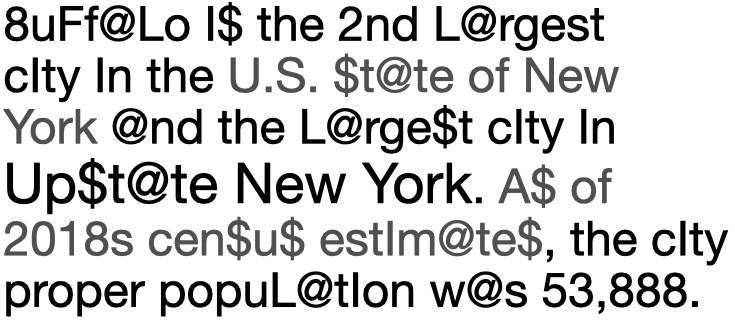 8uFf@Lo I$ the 2nd L@rgest
cIty In the U.S. $t@te of New
York @nd the L@rge$t cIty In
Up$t@te New York. A$ of
2018s cen$u$ estIm@te$, the cIty
proper popuL@tIon w@s 53,888.